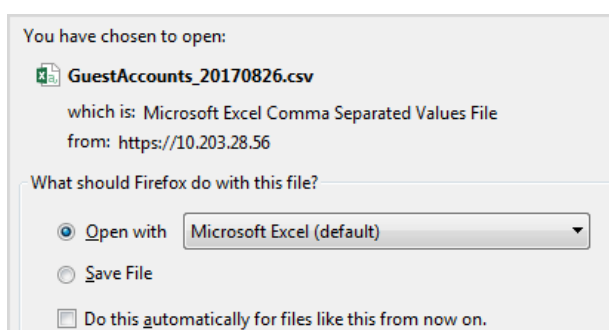 You have chosen to open:
GuestAccounts_20170826.csv
which is: Microsoft Excel Comma Separated Values File
from: https://10.203.28.56
What should Firefox do with this file?
Open with Microsoft Excel (default)
Save File
Do this automatically for files like this from now on.